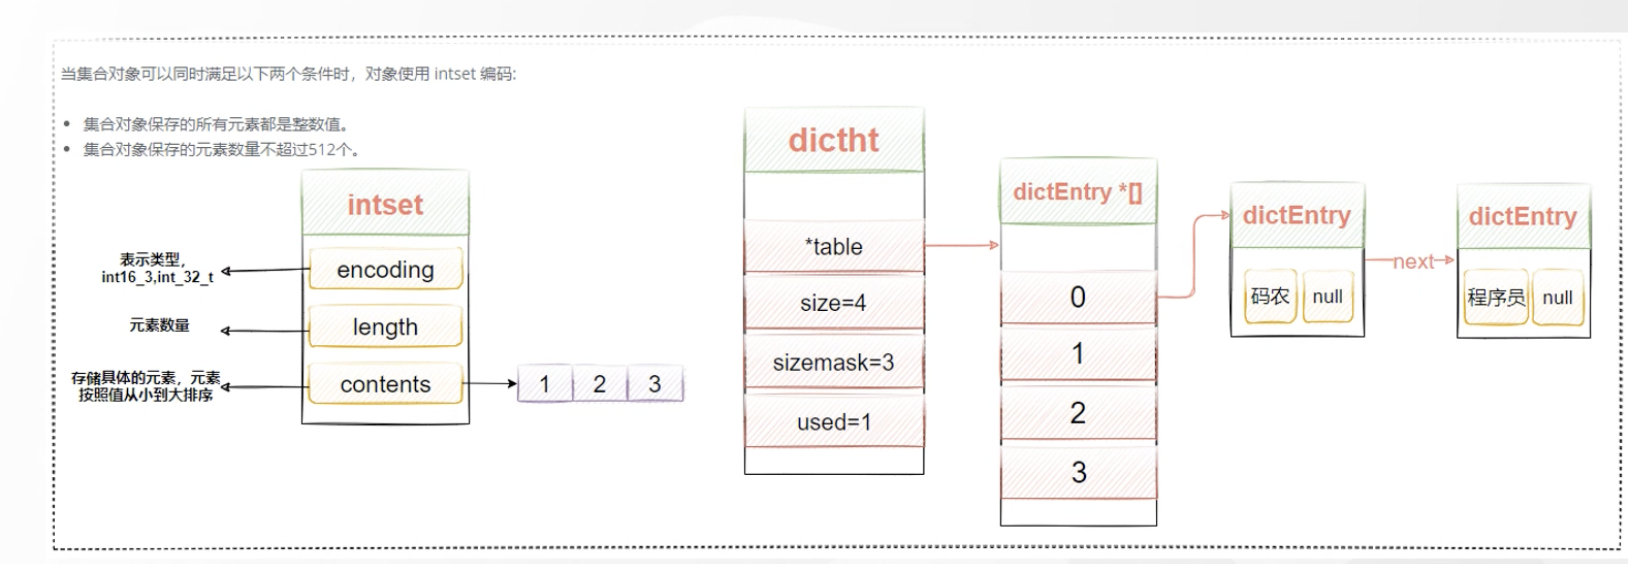 当集合对象可以同时满足以下两个条件时，对象使用 intset 编码:
集合对象保存的所有元素都是整数值。
集合对象保存的元素数量不超过512个。
intset
表示类型，
int16_3,int_32_t
encoding
元素数量
length
存储具体的元素，元素
按照值从小到大排序
contents
1 2 3
dictht
*table
size=4
sizemask=3
used=1
dictEntry *[]
0
1
2
3
dictEntry
码农 null
next
dictEntry
程序员 null